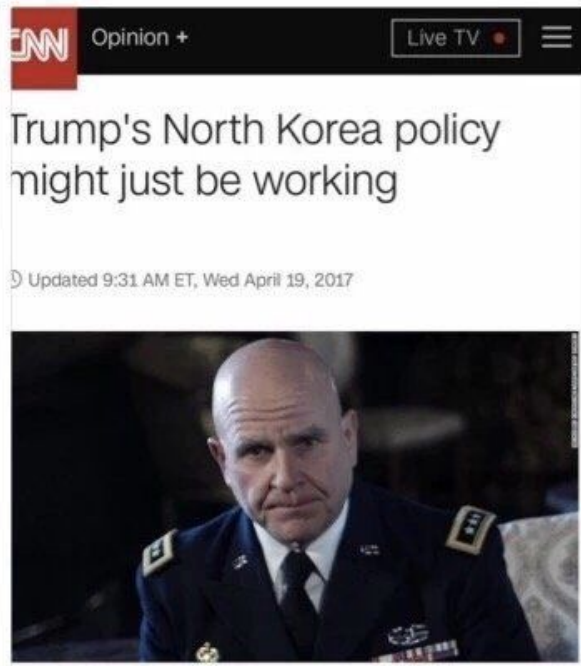 CNN Opinion + Live TV
Trump's North Korea policy
might just be working
Updated 9:31 AM ET, Wed April 19, 2017